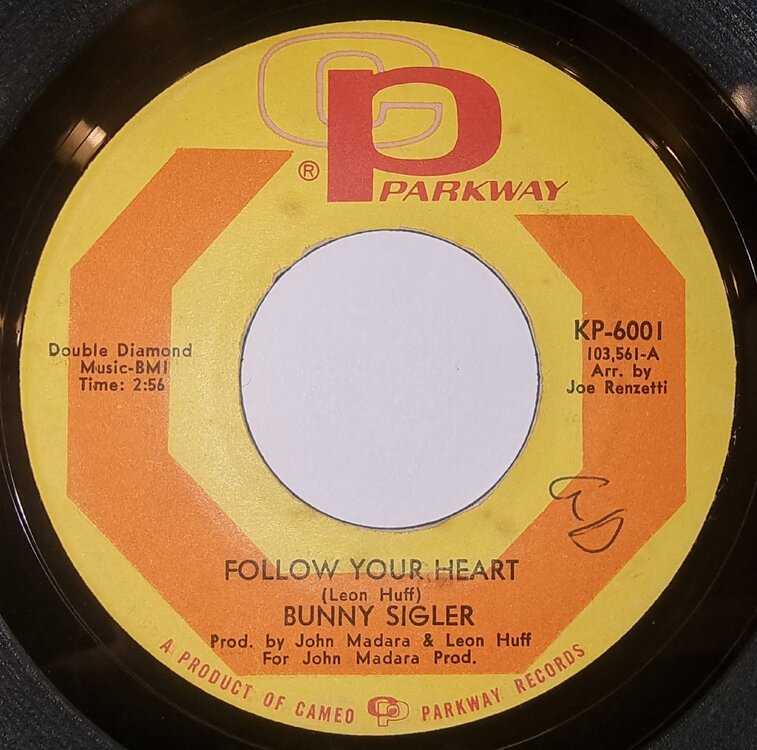 CP
® PARKWAY
Double Diamond
Music-BMI
Time: 2:56
KP-6001
103,561-A
Arr. by
Joe Renzetti
FOLLOW YOUR HEART
(Leon Huff)
BUNNY SIGLER
Prod. by John Madara & Leon Huff
For John Madara Prod.
A PRODUCT OF CAMEO CP PARKWAY RECORDS